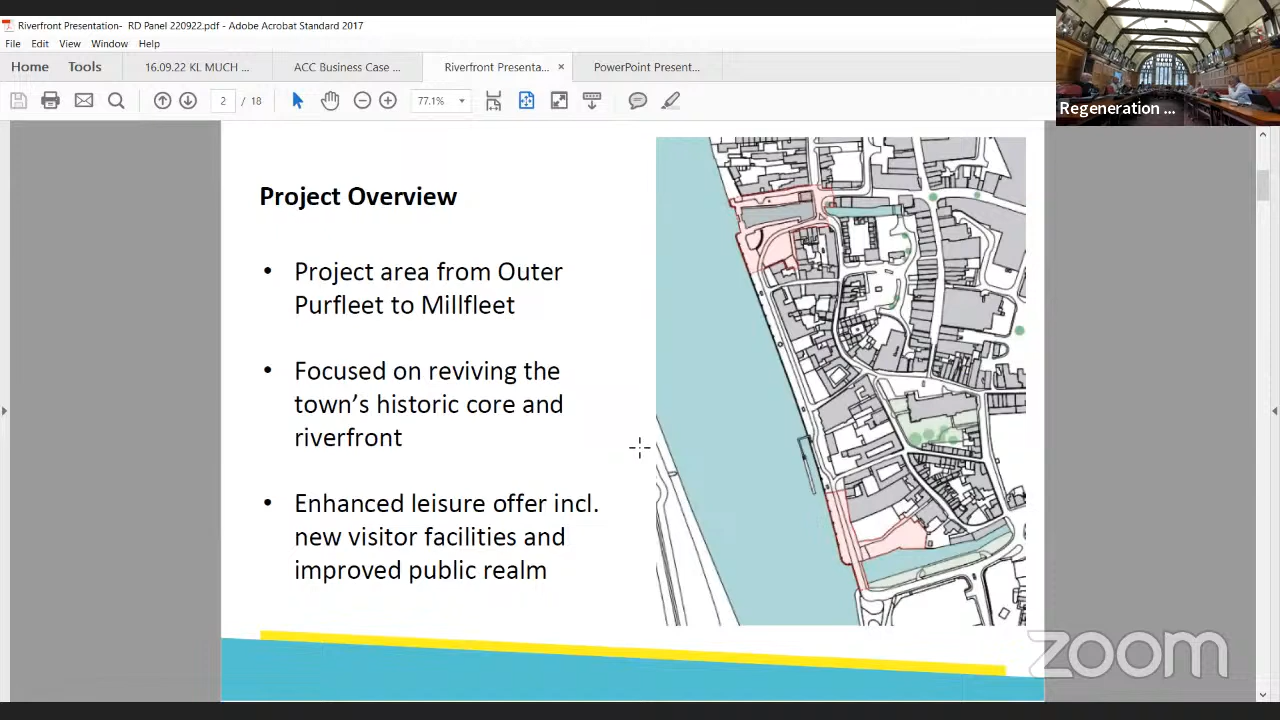 Riverfront Presentation- RD Panel 220922.pdf - Adobe Acrobat Standard 2017
File Edit View Window Help
Home Tools 16.09.22 KL MUCH ... ACC Business Case ... Riverfront Presenta... × PowerPoint Present...
2 / 18 77.1%
Regeneration ...
Project Overview
• Project area from Outer
Purfleet to Millfleet
• Focused on reviving the
town's historic core and
riverfront
• Enhanced leisure offer incl.
new visitor facilities and
improved public realm
zoom